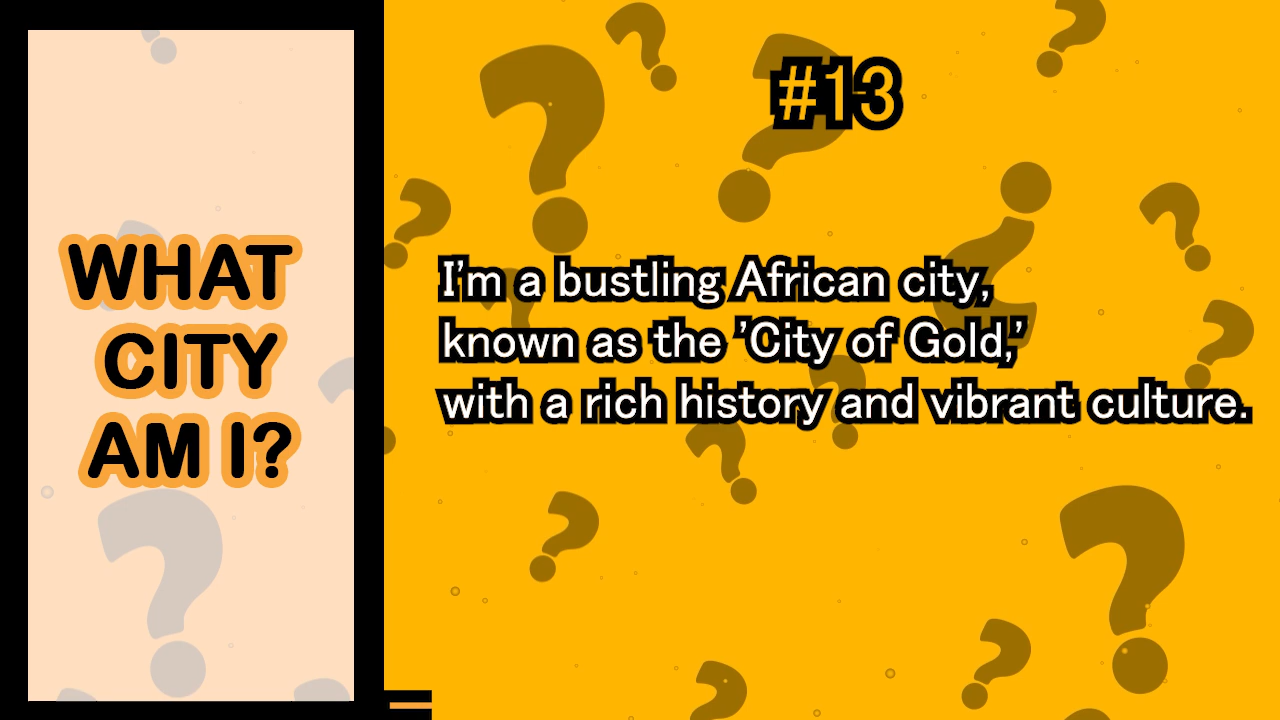 WHAT
CITY
AM I?
#13
I'm a bustling African city,
known as the 'City of Gold,'
with a rich history and vibrant culture.